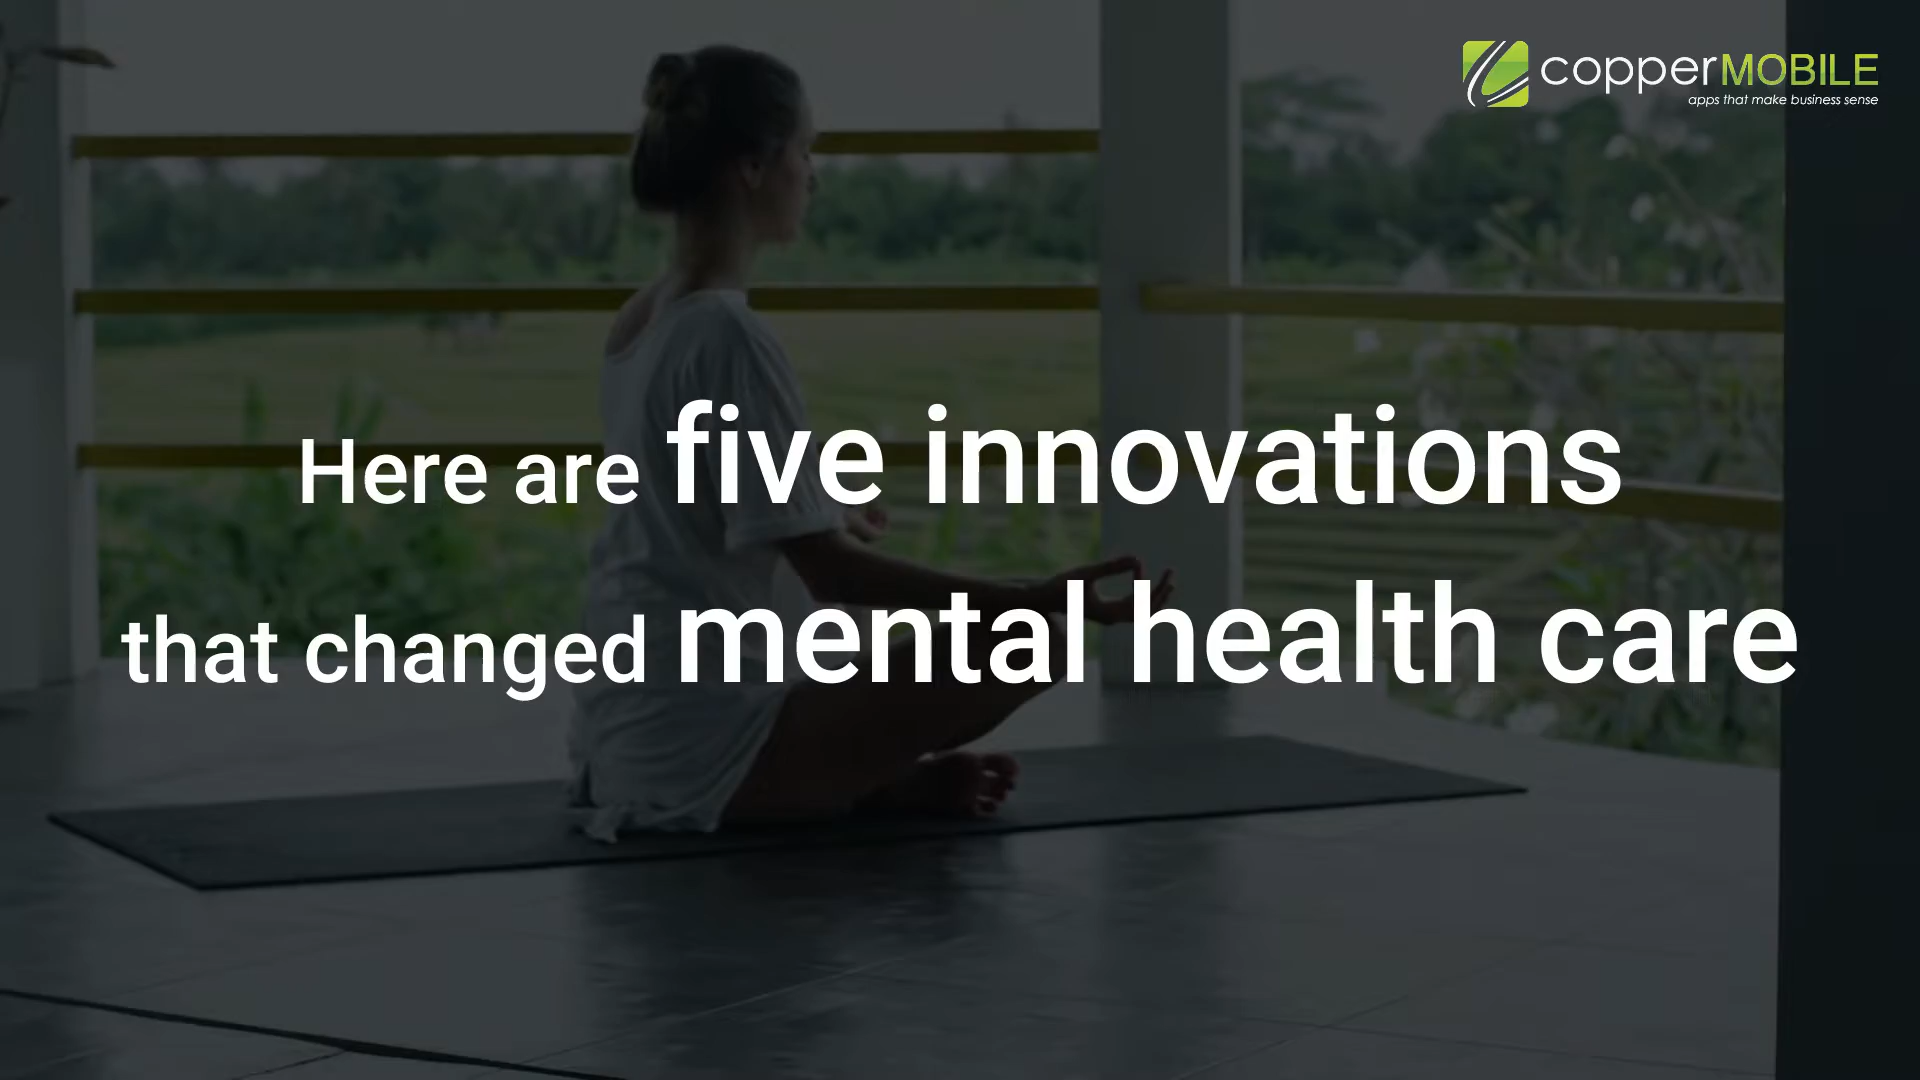 copperMOBILE
apps that make business sense
Here are five innovations
that changed mental health care